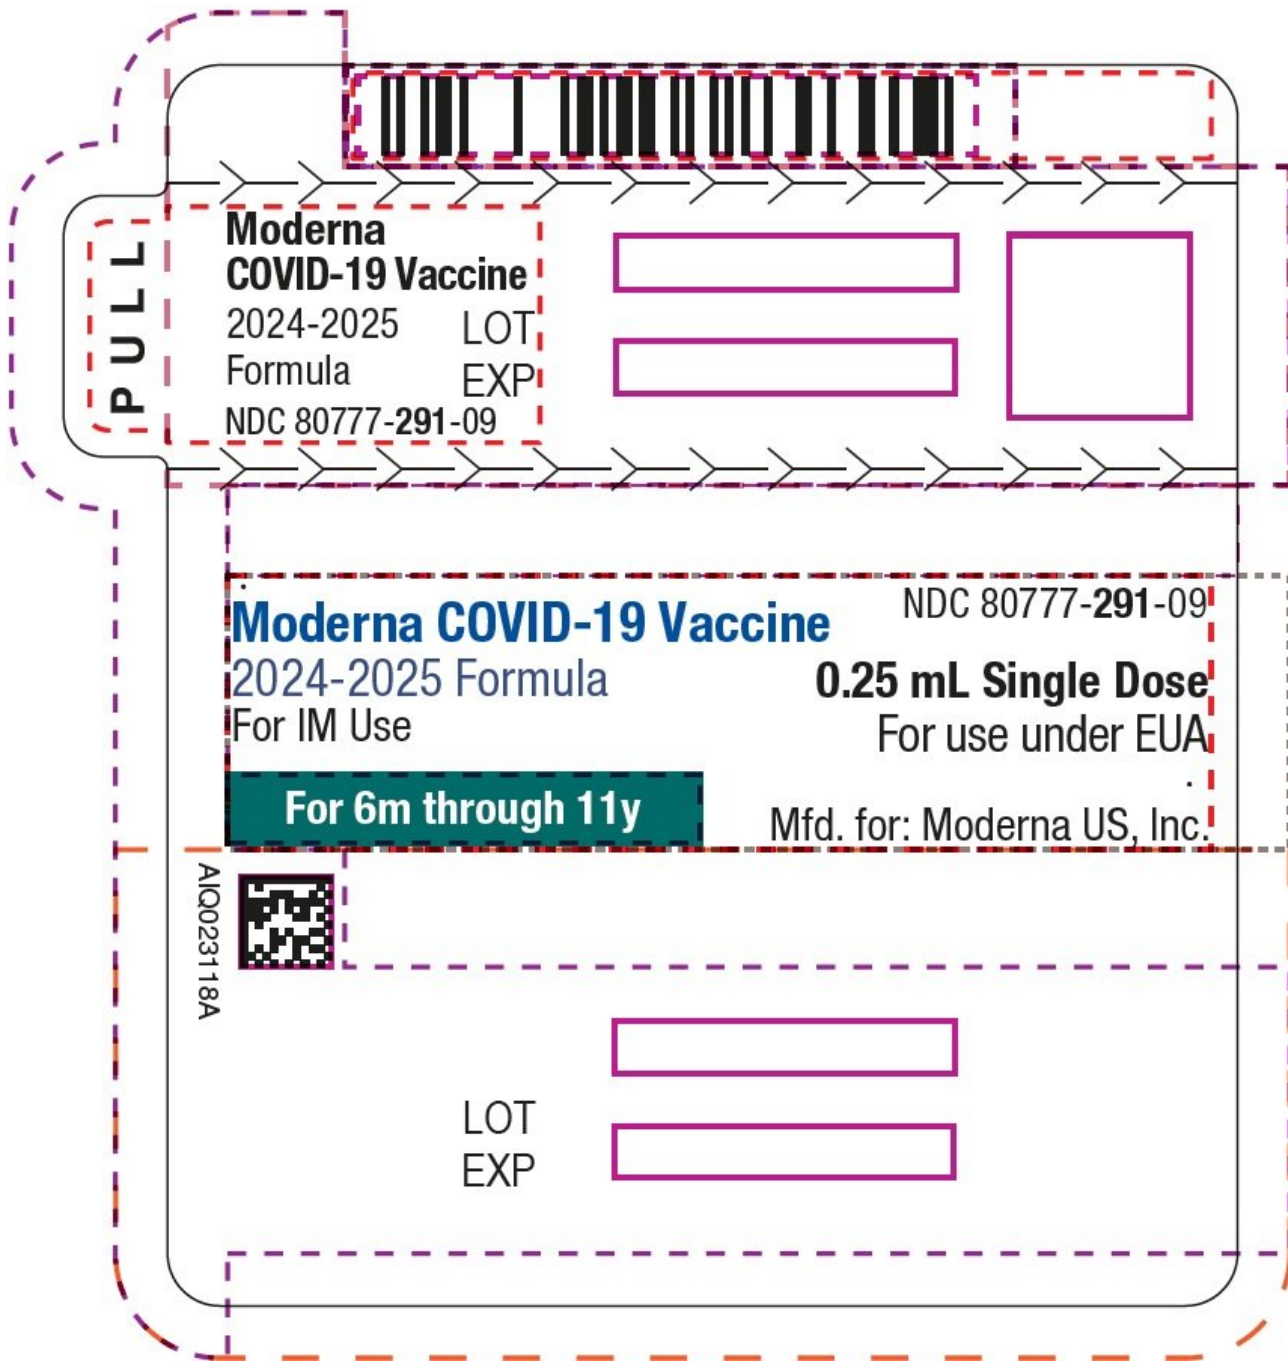 PULL
Moderna
COVID-19 Vaccine
2024-2025 LOT
Formula EXP
NDC 80777-291-09
NDC 80777-291-09
Moderna COVID-19 Vaccine
2024-2025 Formula
0.25 mL Single Dose
For IM Use
For use under EUA
For 6m through 11y
Mfd. for: Moderna US, Inc.
AIQ023118A
LOT
EXP